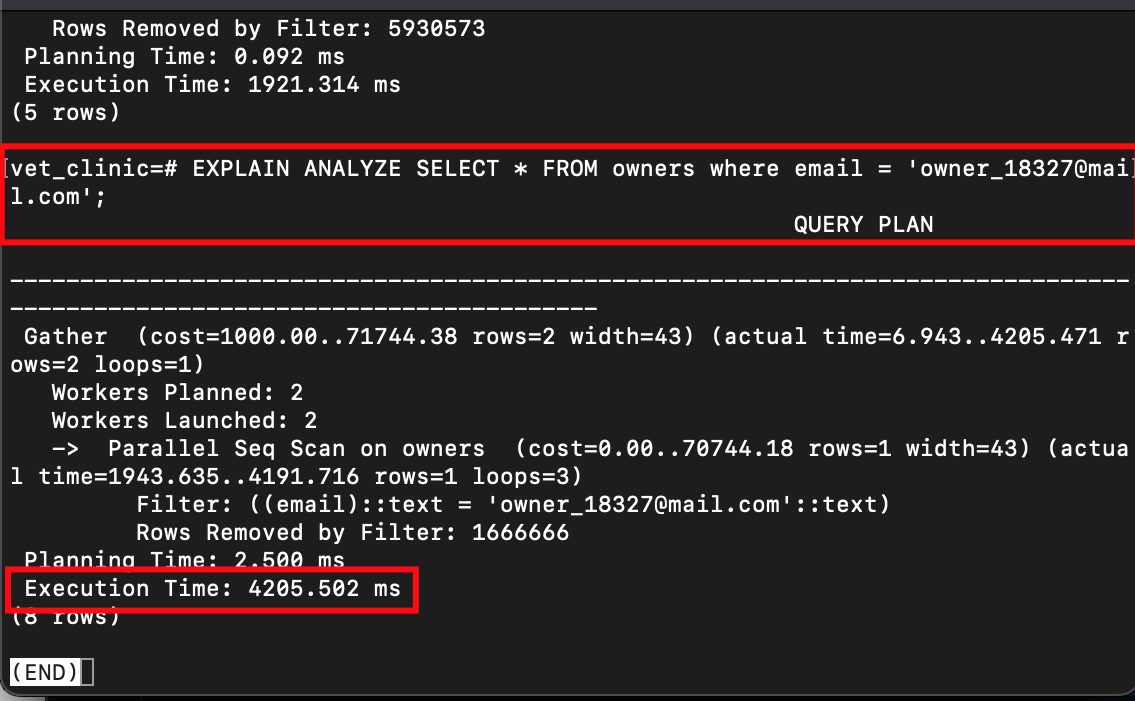 Rows Removed by Filter: 5930573
Planning Time: 0.092 ms
Execution Time: 1921.314 ms
(5 rows)
[vet_clinic=# EXPLAIN ANALYZE SELECT * FROM owners where email = 'owner_18327@mai]
l.com';
QUERY PLAN
--------------------------------------------------------------------------------
------------------------------------------
Gather  (cost=1000.00..71744.38 rows=2 width=43) (actual time=6.943..4205.471 r
ows=2 loops=1)
Workers Planned: 2
Workers Launched: 2
->  Parallel Seq Scan on owners  (cost=0.00..70744.18 rows=1 width=43) (actua
l time=1943.635..4191.716 rows=1 loops=3)
Filter: ((email)::text = 'owner_18327@mail.com'::text)
Rows Removed by Filter: 1666666
Planning Time: 2.500 ms
Execution Time: 4205.502 ms
(8 rows)
(END)